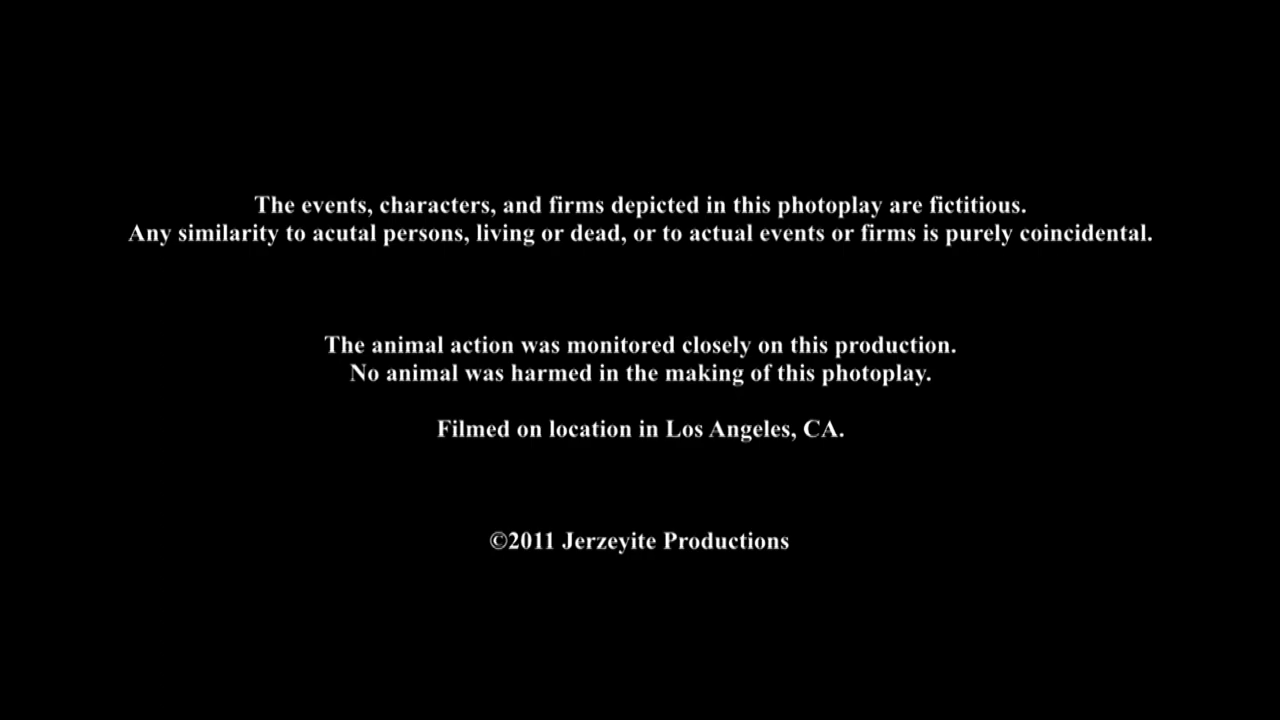 The events, characters, and firms depicted in this photoplay are fictitious.
Any similarity to acutal persons, living or dead, or to actual events or firms is purely coincidental.
The animal action was monitored closely on this production.
No animal was harmed in the making of this photoplay.
Filmed on location in Los Angeles, CA.
©2011 Jerzeyite Productions